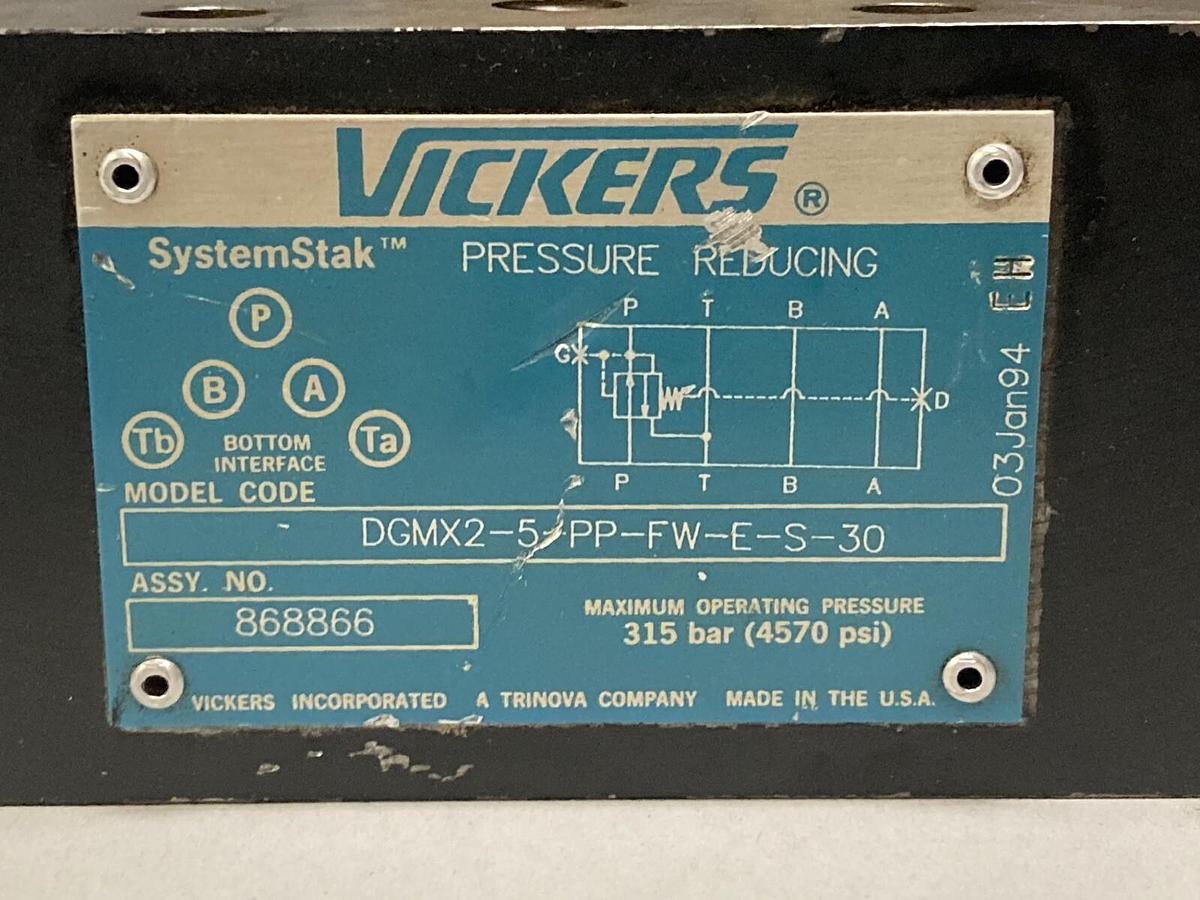 VICKERS ®
SystemStak™ PRESSURE REDUCING
P
B A
Tb Ta
BOTTOM
INTERFACE
P T B A
G D
P T B A
EH
03Jan94
MODEL CODE
DGMX2-5-PP-FW-E-S-30
ASSY. NO.
868866
MAXIMUM OPERATING PRESSURE
315 bar (4570 psi)
VICKERS INCORPORATED A TRINOVA COMPANY MADE IN THE U.S.A.